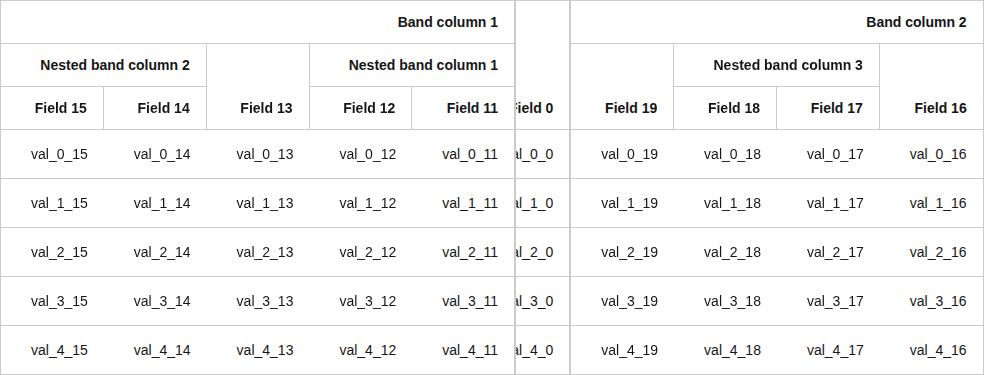 Band column 1 Band column 2
Nested band column 2 Nested band column 1 Nested band column 3
Field 15 Field 14 Field 13 Field 12 Field 11 0 Field 19 Field 18 Field 17 Field 16
val_0_15 val_0_14 val_0_13 val_0_12 val_0_11 al_0_0 val_0_19 val_0_18 val_0_17 val_0_16
val_1_15 val_1_14 val_1_13 val_1_12 val_1_11 al_1_0 val_1_19 val_1_18 val_1_17 val_1_16
val_2_15 val_2_14 val_2_13 val_2_12 val_2_11 al_2_0 val_2_19 val_2_18 val_2_17 val_2_16
val_3_15 val_3_14 val_3_13 val_3_12 val_3_11 al_3_0 val_3_19 val_3_18 val_3_17 val_3_16
val_4_15 val_4_14 val_4_13 val_4_12 val_4_11 al_4_0 val_4_19 val_4_18 val_4_17 val_4_16